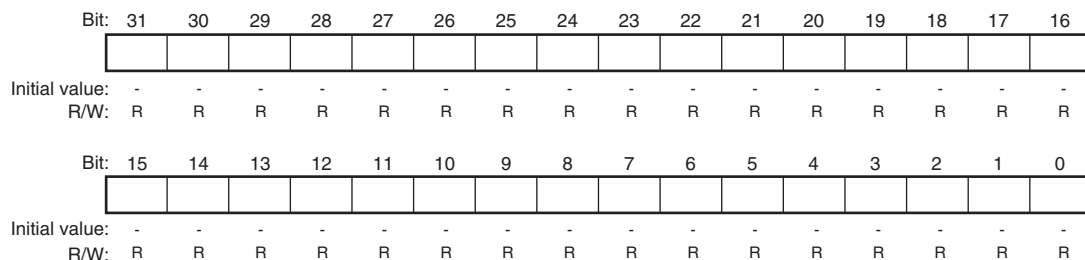 Bit: 31 30 29 28 27 26 25 24 23 22 21 20 19 18 17 16
Initial value: - - - - - - - - - - - - - - - -
R/W: R R R R R R R R R R R R R R R R
Bit: 15 14 13 12 11 10 9 8 7 6 5 4 3 2 1 0
Initial value: - - - - - - - - - - - - - - - -
R/W: R R R R R R R R R R R R R R R R